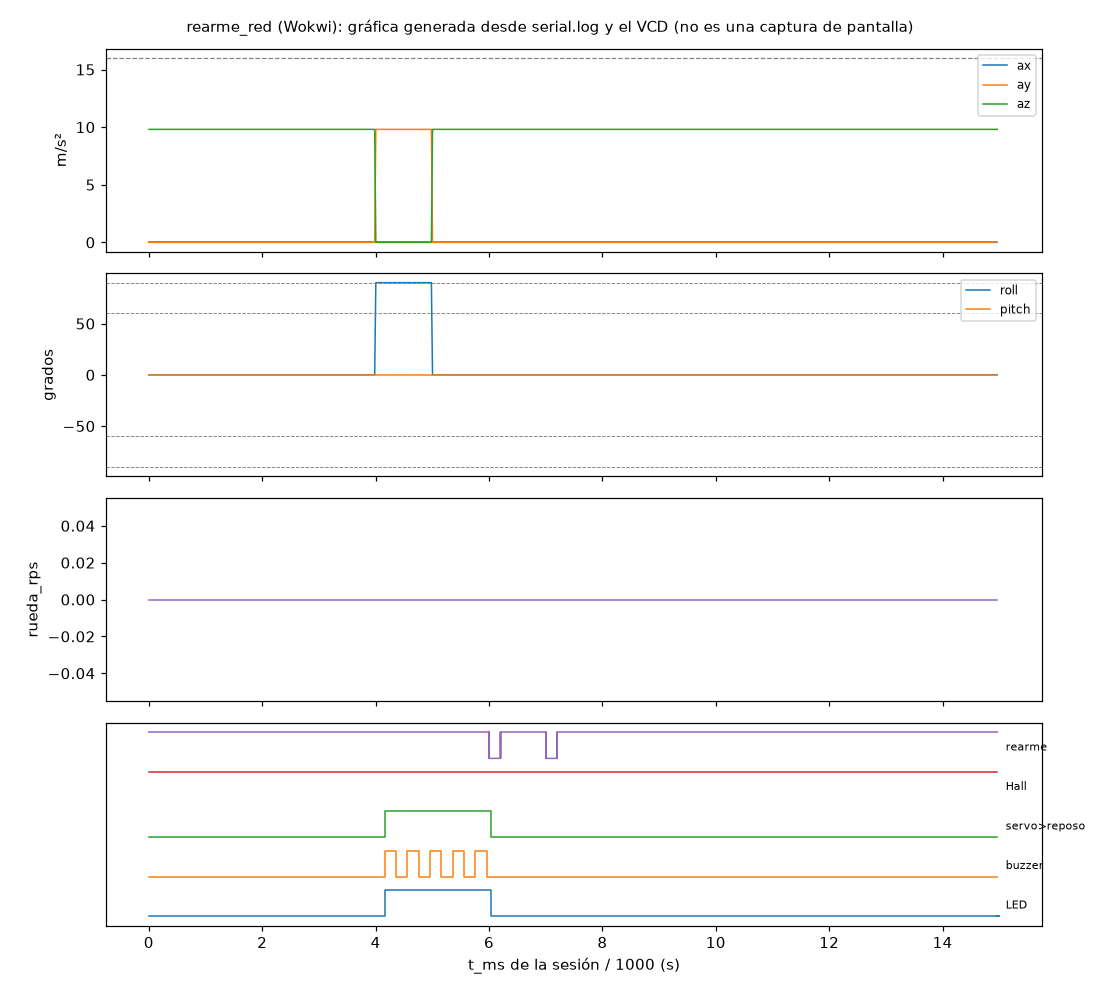 rearme_red (Wokwi): gráfica generada desde serial.log y el VCD (no es una captura de pantalla)
15
10
5
0
m/s²
ax
ay
az
50
0
−50
grados
roll
pitch
0.04
0.02
0.00
−0.02
−0.04
rueda_rps
rearme
Hall
servo>reposo
buzzer
LED
0 2 4 6 8 10 12 14
t_ms de la sesión / 1000 (s)